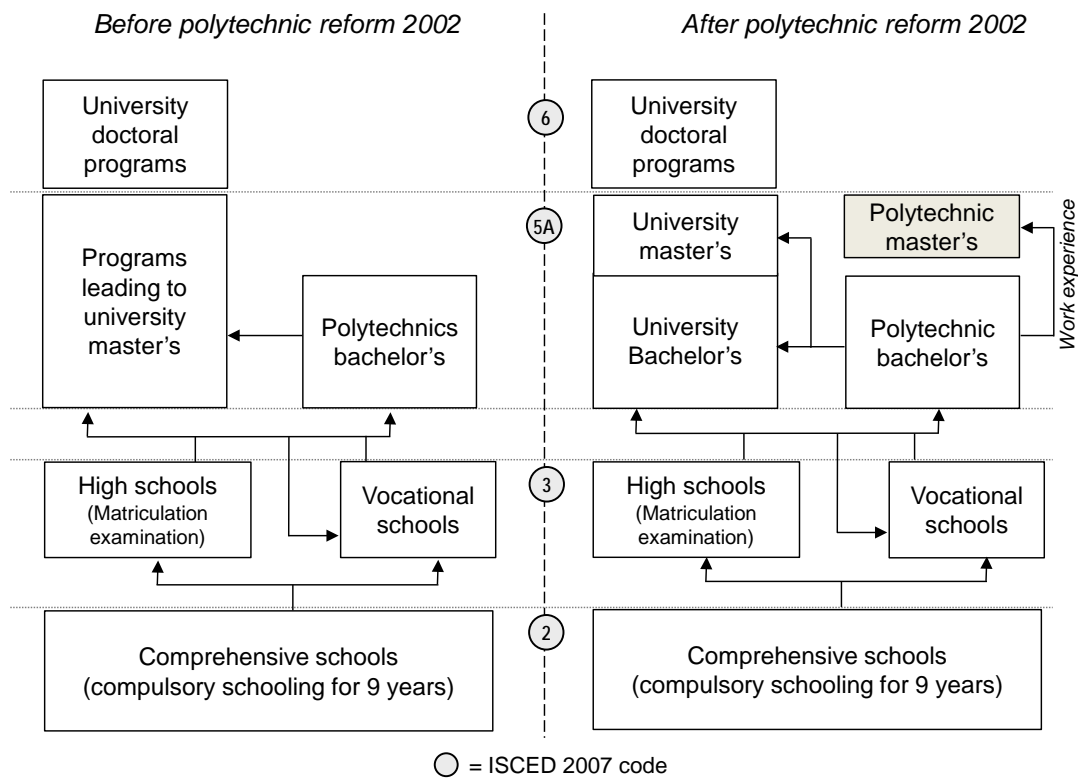 Before polytechnic reform 2002
University
doctoral
programs
Programs
leading to
university
master's
Polytechnics
bachelor's
High schools
(Matriculation
examination)
Vocational
schools
Comprehensive schools
(compulsory schooling for 9 years)
6
5A
3
2
After polytechnic reform 2002
University
doctoral
programs
University
master's
Polytechnic
master's
Work experience
University
Bachelor's
Polytechnic
bachelor's
High schools
(Matriculation
examination)
Vocational
schools
Comprehensive schools
(compulsory schooling for 9 years)
= ISCED 2007 code